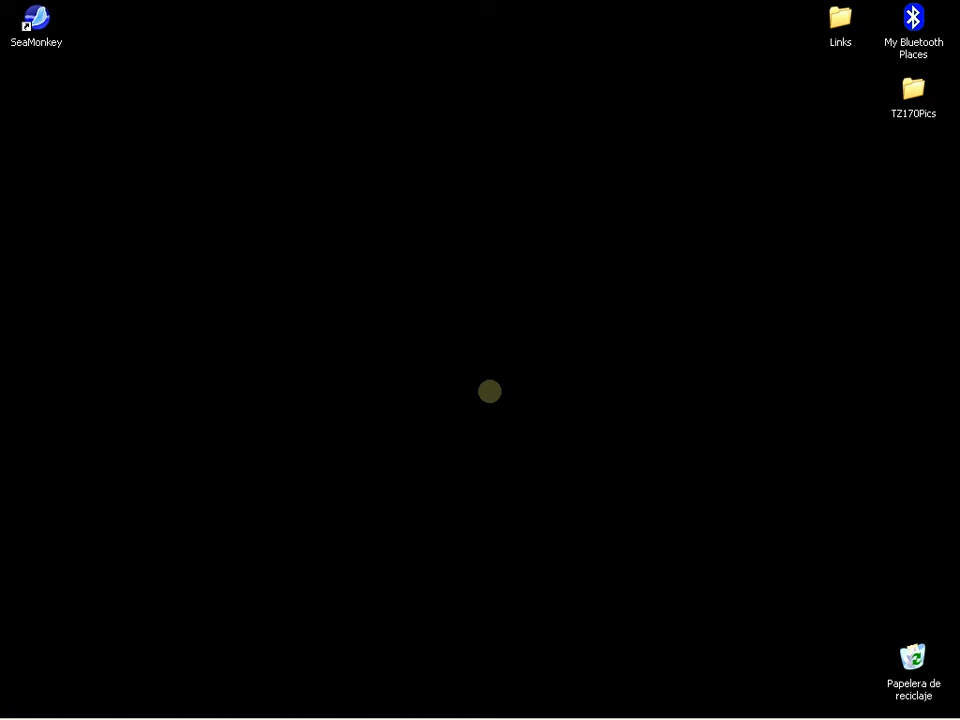 SeaMonkey
Links
My Bluetooth
Places
TZ170Pics
Papelera de
reciclaje